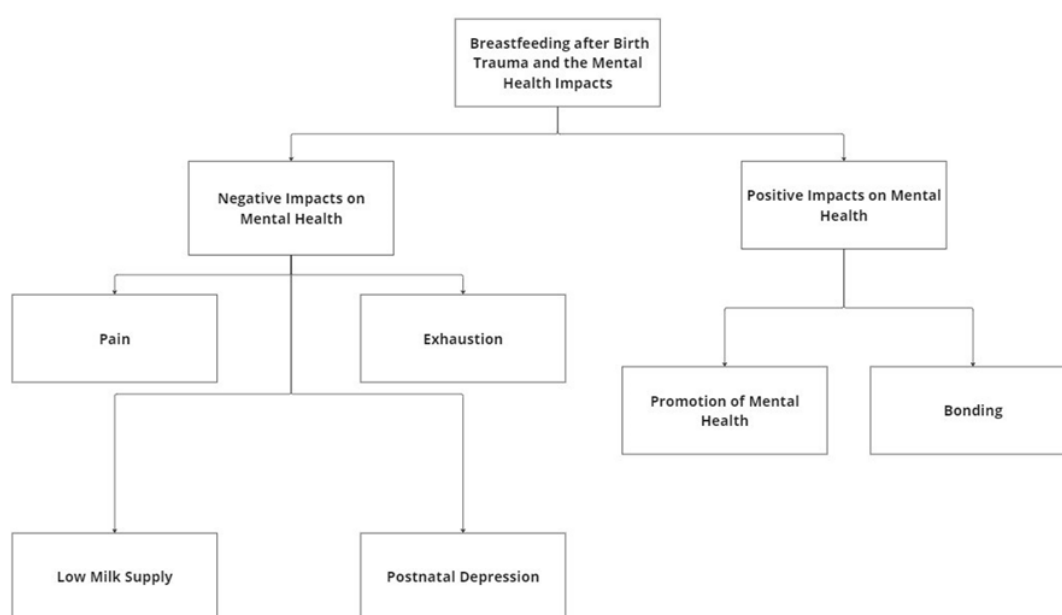 Breastfeeding after Birth
Trauma and the Mental
Health Impacts
Negative Impacts on
Mental Health
Positive Impacts on Mental
Health
Pain
Exhaustion
Promotion of Mental
Health
Bonding
Low Milk Supply
Postnatal Depression